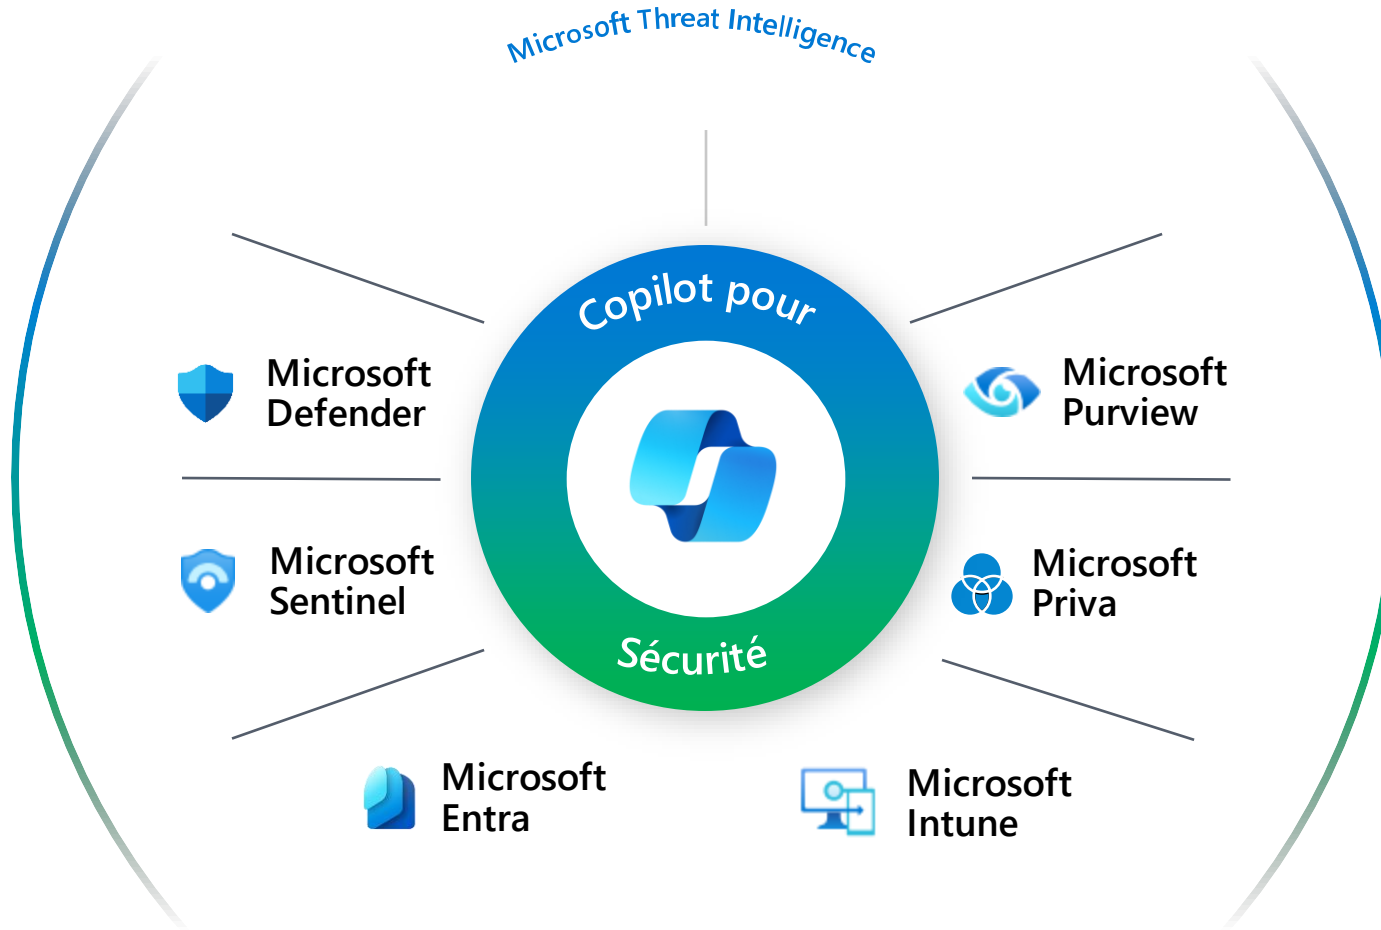 Microsoft Threat Intelligence
Copilot pour
Sécurité
Microsoft
Defender
Microsoft
Purview
Microsoft
Sentinel
Microsoft
Priva
Microsoft
Entra
Microsoft
Intune